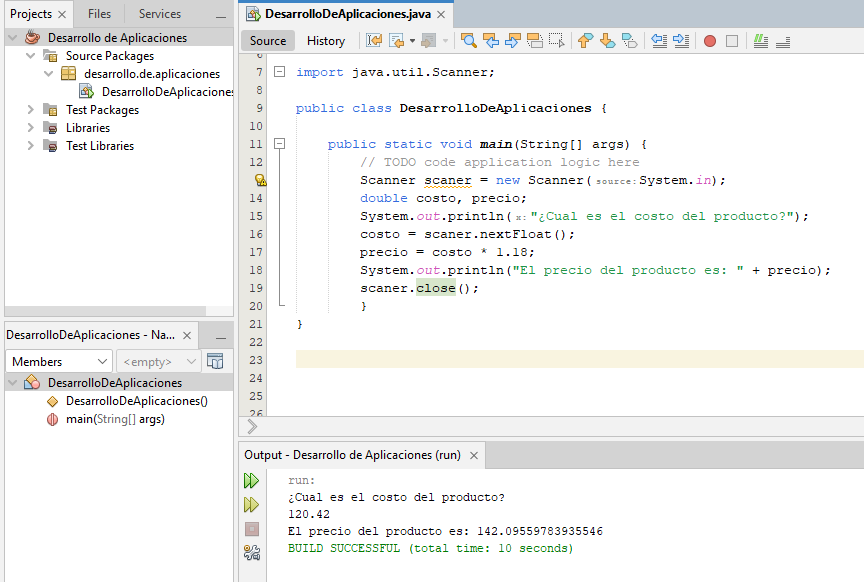 Projects Files Services
Desarrollo de Aplicaciones
Source Packages
desarrollo.de.aplicaciones
DesarrolloDeAplicaciones
Test Packages
Libraries
Test Libraries
DesarrolloDeAplicaciones - Na...
Members <empty>
DesarrolloDeAplicaciones
DesarrolloDeAplicaciones()
main(String[] args)
DesarrolloDeAplicaciones.java
Source History
6
7 import java.util.Scanner;
8
9 public class DesarrolloDeAplicaciones {
10
11 public static void main(String[] args) {
12 // TODO code application logic here
Scanner scaner = new Scanner( source: System.in);
14 double costo, precio;
15 System.out.println( x: "¿Cual es el costo del producto?");
16 costo = scaner.nextFloat();
17 precio = costo * 1.18;
18 System.out.println("El precio del producto es: " + precio);
19 scaner.close();
20 }
21 }
22
23
24
25
26
Output - Desarrollo de Aplicaciones (run)
run:
¿Cual es el costo del producto?
120.42
El precio del producto es: 142.09559783935546
BUILD SUCCESSFUL (total time: 10 seconds)